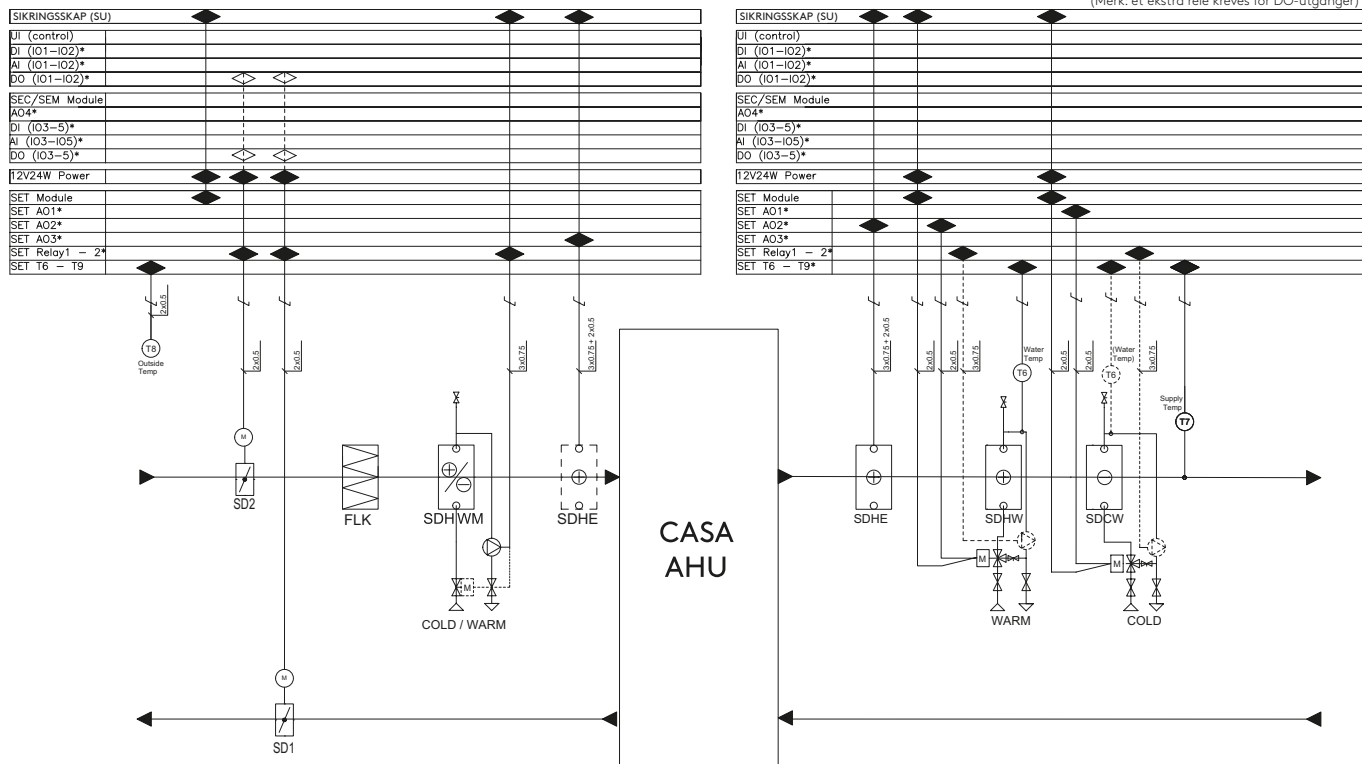 (Merk: et ekstra relé kreves for DO-utganger)
SIKRINGSSKAP (SU)
UI (control)
DI (IO1-IO2)*
AI (IO1-IO2)*
DO (IO1-IO2)*
SEC/SEM Module
AO4*
DI (IO3-5)*
AI (IO3-IO5)*
DO (IO3-5)*
12V24W Power
SET Module
SET AO1*
SET AO2*
SET AO3*
SET Relay1 - 2*
SET T6 - T9
SIKRINGSSKAP (SU)
UI (control)
DI (IO1-IO2)*
AI (IO1-IO2)*
DO (IO1-IO2)*
SEC/SEM Module
AO4*
DI (IO3-5)*
AI (IO3-IO5)*
DO (IO3-5)*
12V24W Power
SET Module
SET AO1*
SET AO2*
SET AO3*
SET Relay1 - 2*
SET T6 - T9*
2x0.5
T8
Outside
Temp
2x0.5
2x0.5
3x0.75
3x0.75 + 2x0.5
M
SD2
FLK
SDHWM
SDHE
M
COLD / WARM
M
SD1
CASA
AHU
3x0.75 + 2x0.5
2x0.5
2x0.5
3x0.75
Water
Temp
T6
2x0.5
2x0.5
(Water
Temp)
T6
3x0.75
Supply
Temp
T7
SDHE
SDHW
SDCW
M
M
WARM
COLD